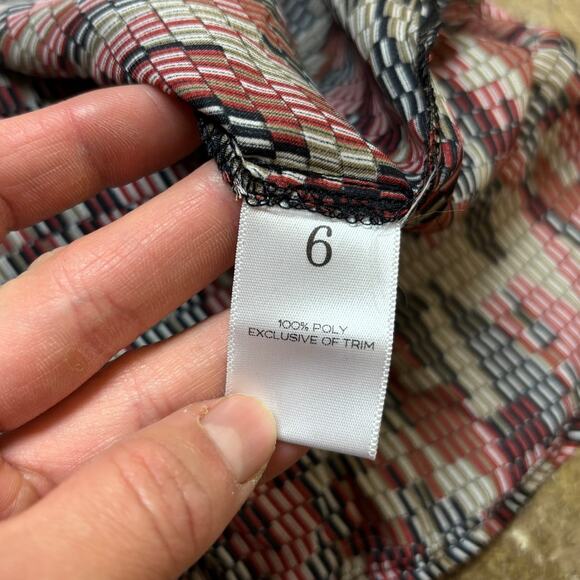 6
100% POLY
EXCLUSIVE OF TRIM